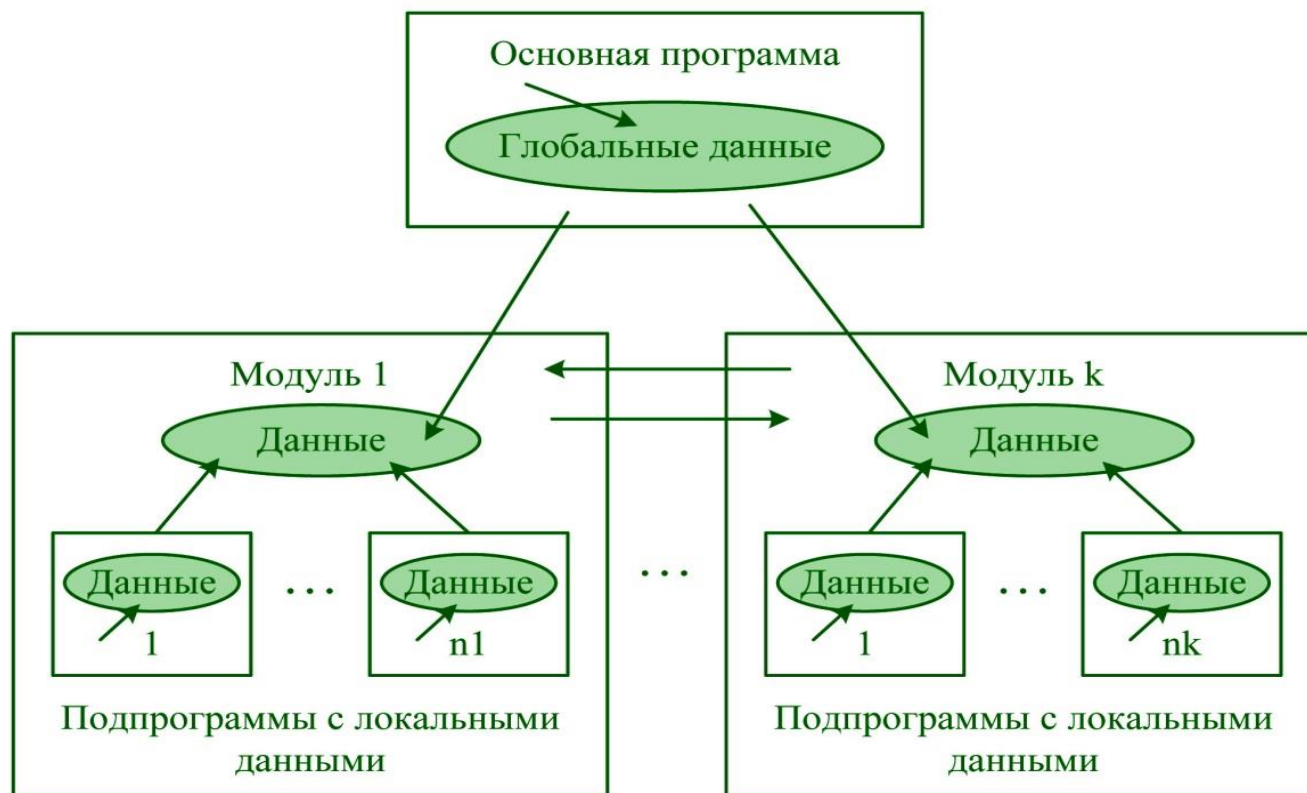 Основная программа
Глобальные данные
Модуль 1
Данные
Данные
...
Данные
1
n1
Подпрограммы с локальными
данными
...
Модуль k
Данные
Данные
...
Данные
1
nk
Подпрограммы с локальными
данными